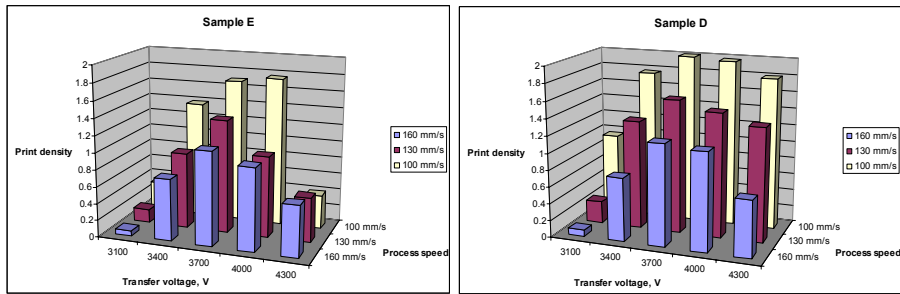 Sample E
2
1.8
1.6
1.4
1.2
1
0.8
0.6
0.4
0.2
0
Print density
3100
3400
3700
4000
4300
Transfer voltage, V
100 mm/s
130 mm/s
160 mm/s
Process speed
160 mm/s
130 mm/s
100 mm/s
Sample D
2
1.8
1.6
1.4
1.2
1
0.8
0.6
0.4
0.2
0
Print density
3100
3400
3700
4000
4300
Transfer voltage, V
100 mm/s
130 mm/s
160 mm/s
Process speed
160 mm/s
130 mm/s
100 mm/s